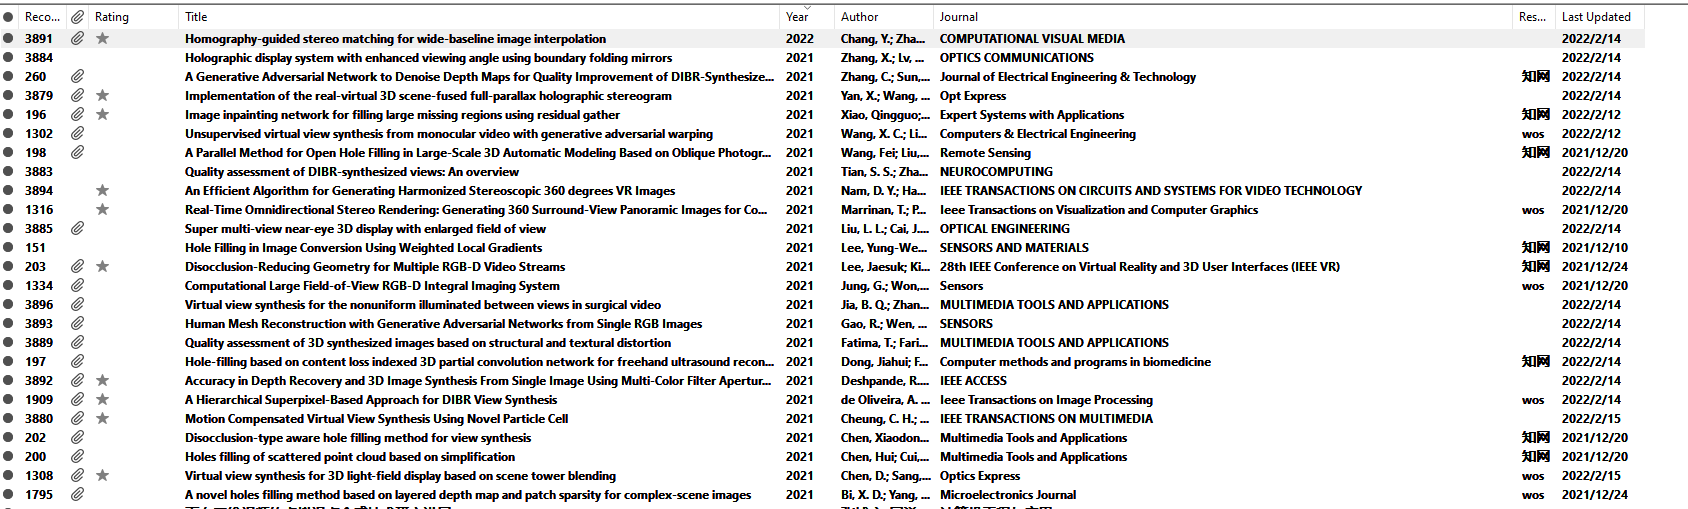 Reco... Rating Title Year Author Journal Res... Last Updated
3891 Homography-guided stereo matching for wide-baseline image interpolation 2022 Chang, Y.; Zha... COMPUTATIONAL VISUAL MEDIA 2022/2/14
3884 Holographic display system with enhanced viewing angle using boundary folding mirrors 2021 Zhang, X.; Lv, ... OPTICS COMMUNICATIONS 2022/2/14
260 A Generative Adversarial Network to Denoise Depth Maps for Quality Improvement of DIBR-Synthesize... 2021 Zhang, C.; Sun,... Journal of Electrical Engineering & Technology 知网 2022/2/14
3879 Implementation of the real-virtual 3D scene-fused full-parallax holographic stereogram 2021 Yan, X.; Wang, ... Opt Express 2022/2/14
196 Image inpainting network for filling large missing regions using residual gather 2021 Xiao, Qingguo;... Expert Systems with Applications 知网 2022/2/12
1302 Unsupervised virtual view synthesis from monocular video with generative adversarial warping 2021 Wang, X. C.; Li... Computers & Electrical Engineering wos 2022/2/12
198 A Parallel Method for Open Hole Filling in Large-Scale 3D Automatic Modeling Based on Oblique Photogr... 2021 Wang, Fei; Liu,... Remote Sensing 知网 2021/12/20
3883 Quality assessment of DIBR-synthesized views: An overview 2021 Tian, S. S.; Zha... NEUROCOMPUTING 2022/2/14
3894 An Efficient Algorithm for Generating Harmonized Stereoscopic 360 degrees VR Images 2021 Nam, D. Y.; Ha... IEEE TRANSACTIONS ON CIRCUITS AND SYSTEMS FOR VIDEO TECHNOLOGY 2022/2/14
1316 Real-Time Omnidirectional Stereo Rendering: Generating 360 Surround-View Panoramic Images for Co... 2021 Marrinan, T.; P... Ieee Transactions on Visualization and Computer Graphics wos 2021/12/20
3885 Super multi-view near-eye 3D display with enlarged field of view 2021 Liu, L. L.; Cai, J.... OPTICAL ENGINEERING 2022/2/14
151 Hole Filling in Image Conversion Using Weighted Local Gradients 2021 Lee, Yung-We... SENSORS AND MATERIALS 知网 2021/12/10
203 Disocclusion-Reducing Geometry for Multiple RGB-D Video Streams 2021 Lee, Jaesuk; Ki... 28th IEEE Conference on Virtual Reality and 3D User Interfaces (IEEE VR) 知网 2021/12/24
1334 Computational Large Field-of-View RGB-D Integral Imaging System 2021 Jung, G.; Won,... Sensors wos 2021/12/20
3896 Virtual view synthesis for the nonuniform illuminated between views in surgical video 2021 Jia, B. Q.; Zhan... MULTIMEDIA TOOLS AND APPLICATIONS 2022/2/14
3893 Human Mesh Reconstruction with Generative Adversarial Networks from Single RGB Images 2021 Gao, R.; Wen, ... SENSORS 2022/2/14
3889 Quality assessment of 3D synthesized images based on structural and textural distortion 2021 Fatima, T.; Fari... MULTIMEDIA TOOLS AND APPLICATIONS 2022/2/14
197 Hole-filling based on content loss indexed 3D partial convolution network for freehand ultrasound recon... 2021 Dong, Jiahui; F... Computer methods and programs in biomedicine 知网 2022/2/14
3892 Accuracy in Depth Recovery and 3D Image Synthesis From Single Image Using Multi-Color Filter Apertur... 2021 Deshpande, R.... IEEE ACCESS 2022/2/14
1909 A Hierarchical Superpixel-Based Approach for DIBR View Synthesis 2021 de Oliveira, A. ... Ieee Transactions on Image Processing wos 2022/2/14
3880 Motion Compensated Virtual View Synthesis Using Novel Particle Cell 2021 Cheung, C. H.; ... IEEE TRANSACTIONS ON MULTIMEDIA 2022/2/15
202 Disocclusion-type aware hole filling method for view synthesis 2021 Chen, Xiaodon... Multimedia Tools and Applications 知网 2021/12/20
200 Holes filling of scattered point cloud based on simplification 2021 Chen, Hui; Cui,... Multimedia Tools and Applications 知网 2021/12/20
1308 Virtual view synthesis for 3D light-field display based on scene tower blending 2021 Chen, D.; Sang,... Optics Express wos 2022/2/15
1795 A novel holes filling method based on layered depth map and patch sparsity for complex-scene images 2021 Bi, X. D.; Yang, ... Microelectronics Journal wos 2021/12/24